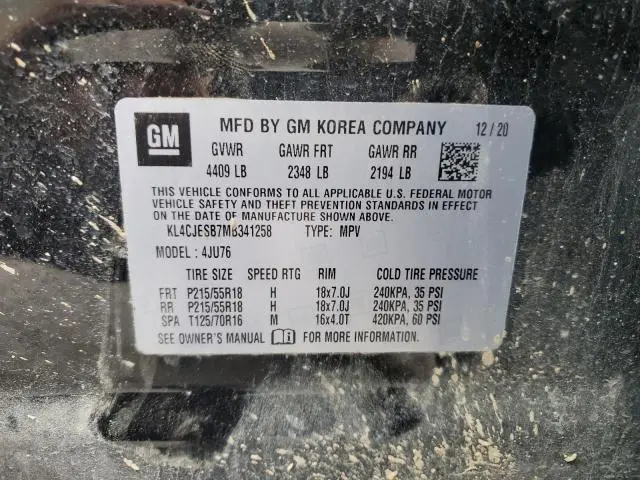 GM MFD BY GM KOREA COMPANY 12/20
GVWR GAWR FRT GAWR RR
4409 LB 2348 LB 2194 LB
THIS VEHICLE CONFORMS TO ALL APPLICABLE U.S. FEDERAL MOTOR
VEHICLE SAFETY AND THEFT PREVENTION STANDARDS IN EFFECT
ON THE DATE OF MANUFACTURE SHOWN ABOVE.
KL4CJESB7MB341258 TYPE: MPV
MODEL: 4JU76
TIRE SIZE SPEED RTG RIM COLD TIRE PRESSURE
FRT P215/55R18 H 18x7.0J 240KPA, 35 PSI
RR P215/55R18 H 18x7.0J 240KPA, 35 PSI
SPA T125/70R16 M 16x4.0T 420KPA, 60 PSI
SEE OWNER'S MANUAL FOR MORE INFORMATION.